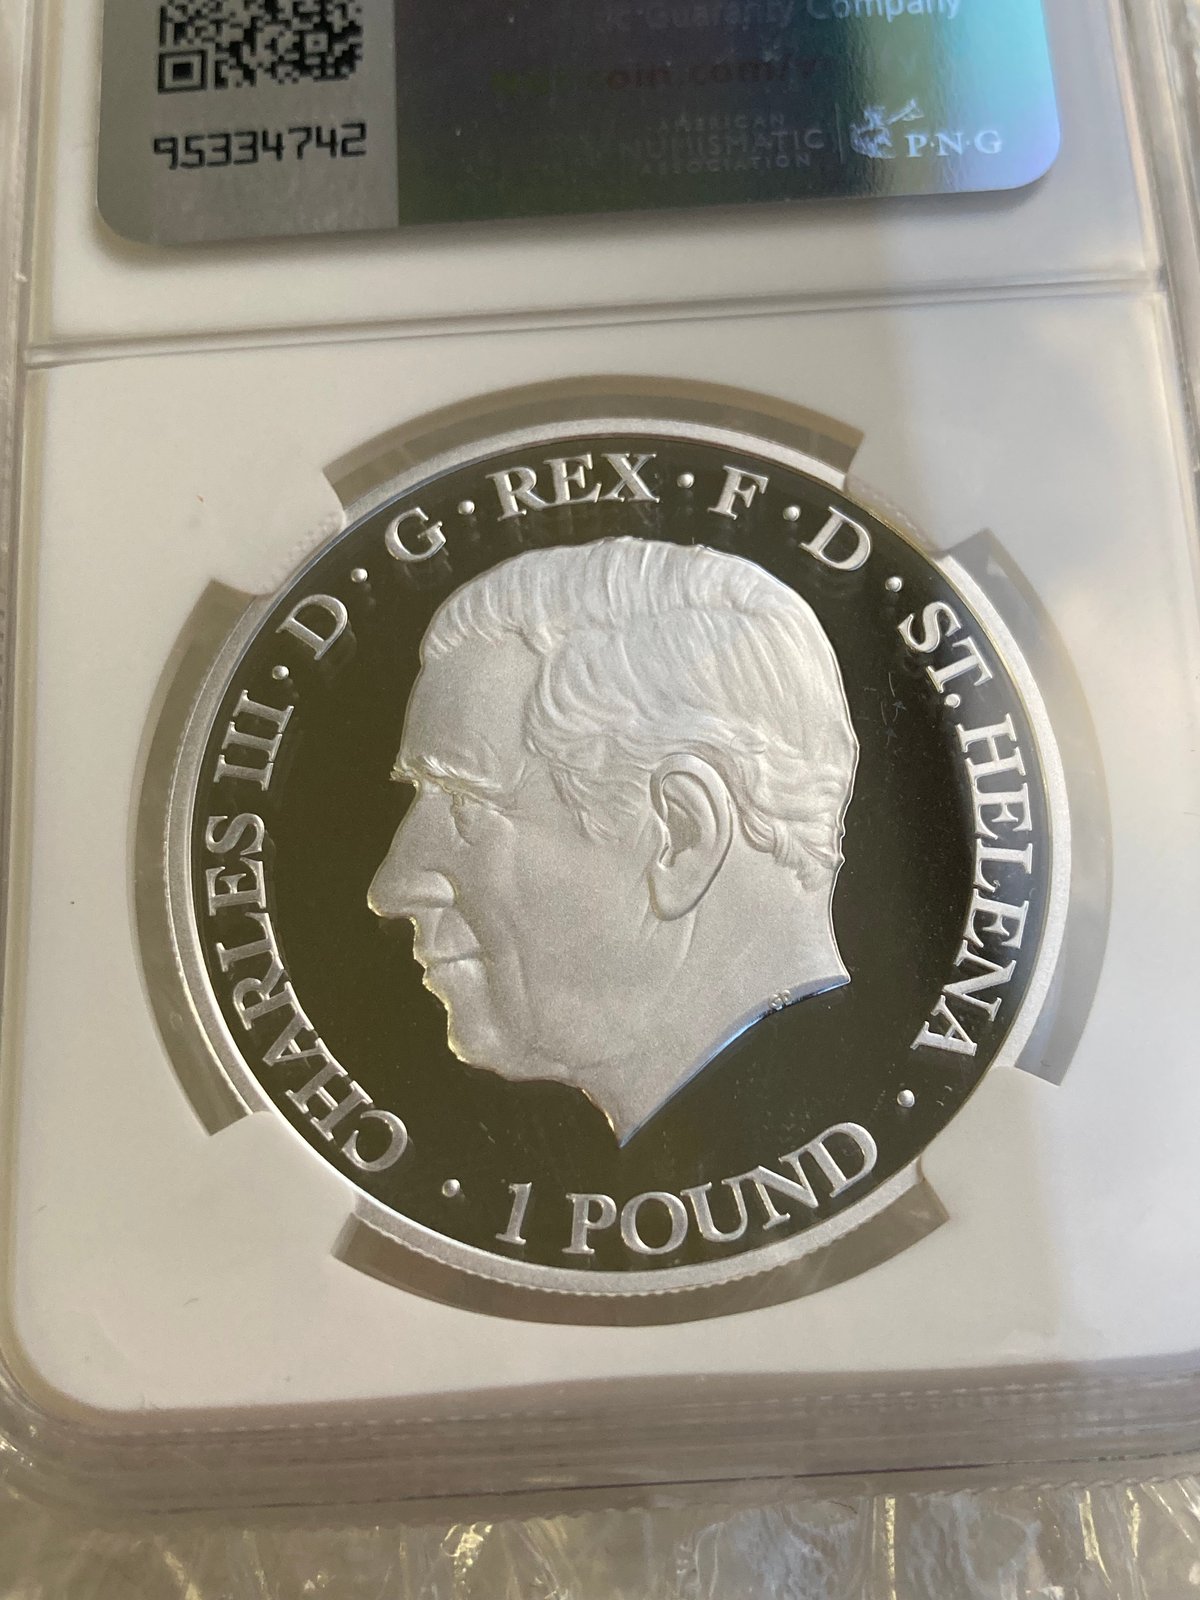 Guaranty Company
95334742
AMERICAN
NUMISMATIC
ASSOCIATION
P·N·G
CHARLES III · D · G · REX · F · D · ST. HELENA ·
1 POUND ·